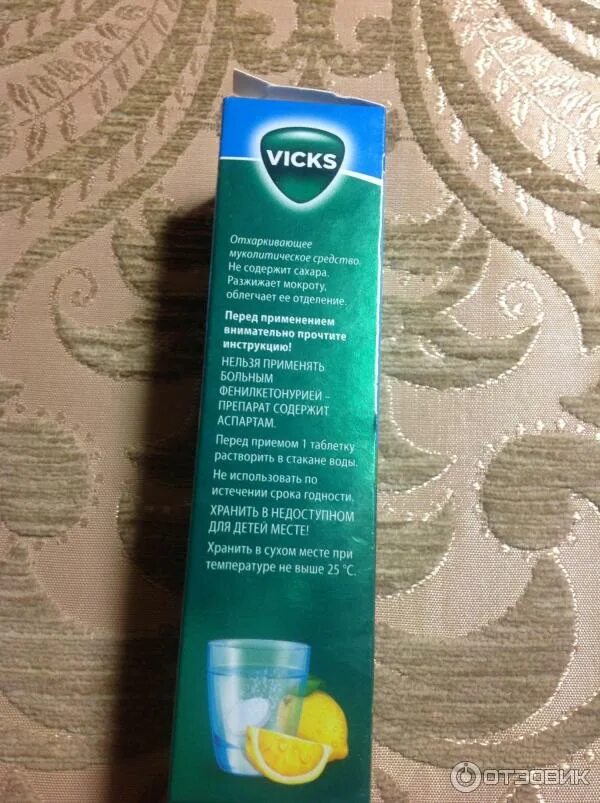 VICKS
Отхаркивающее
муколитическое средство.
Не содержит сахара.
Разжижает мокроту,
облегчает ее отделение.
Перед применением
внимательно прочтите
инструкцию!
НЕЛЬЗЯ ПРИМЕНЯТЬ
БОЛЬНЫМ
ФЕНИЛКЕТОНУРИЕЙ –
ПРЕПАРАТ СОДЕРЖИТ
АСПАРТАМ.
Перед приемом 1 таблетку
растворить в стакане воды.
Не использовать по
истечении срока годности.
ХРАНИТЬ В НЕДОСТУПНОМ
ДЛЯ ДЕТЕЙ МЕСТЕ!
Хранить в сухом месте при
температуре не выше 25 °С.
ОТЗОВИК